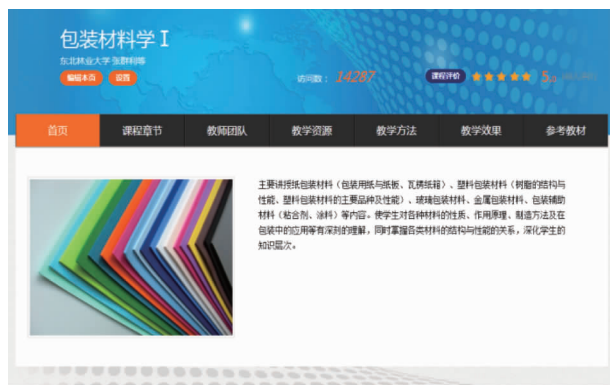 包装材料学 I
东北林业大学 张群利等
编辑本页 设置
访问数： 14287
课程评价 5.0
首页 课程章节 教师团队 教学资源 教学方法 教学效果 参考教材
主要讲授纸包装材料（包装用纸与纸板、瓦楞纸箱）、塑料包装材料（树脂的结构与
性能、塑料包装材料的主要品种及性能）、玻璃包装材料、金属包装材料、包装辅助
材料（粘合剂、涂料）等内容。使学生对各种材料的性质、作用原理、制造方法及在
包装中的应用等有深刻的理解，同时掌握各类材料的结构与性能的关系，深化学生的
知识层次。